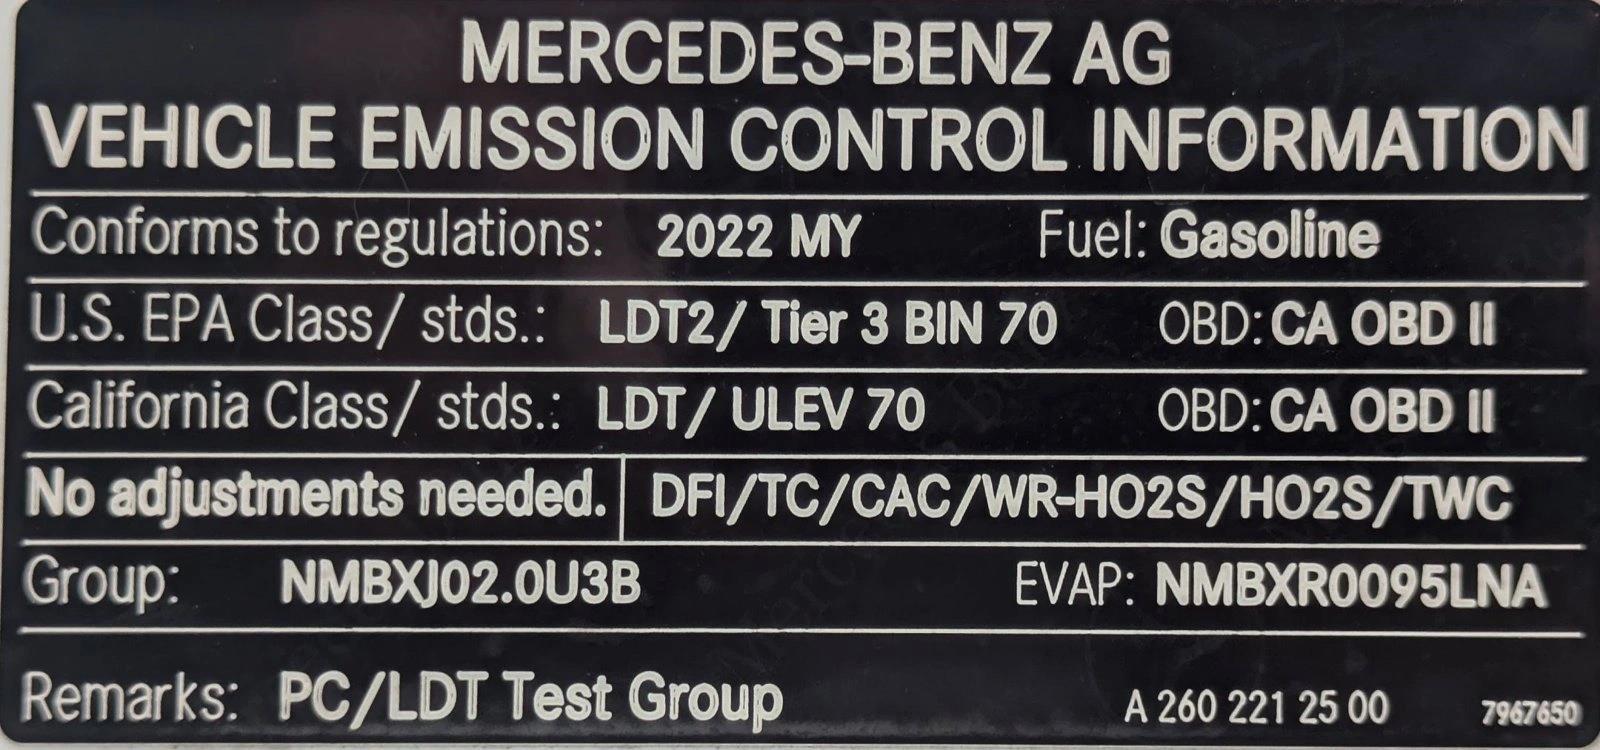 MERCEDES-BENZ AG
VEHICLE EMISSION CONTROL INFORMATION
Conforms to regulations: 2022 MY Fuel: Gasoline
U.S. EPA Class/ stds.: LDT2/ Tier 3 BIN 70 OBD: CA OBD II
California Class/ stds.: LDT/ ULEV 70 OBD: CA OBD II
No adjustments needed. DFI/TC/CAC/WR-HO2S/HO2S/TWC
Group: NMBXJ02.0U3B EVAP: NMBXR0095LNA
Remarks: PC/LDT Test Group A 260 221 25 00 7967650